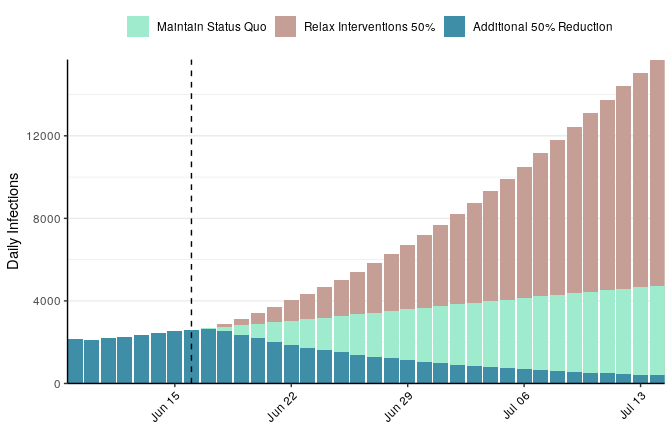 Maintain Status Quo Relax Interventions 50% Additional 50% Reduction
Daily Infections
12000
8000
4000
0
Jun 15 Jun 22 Jun 29 Jul 06 Jul 13